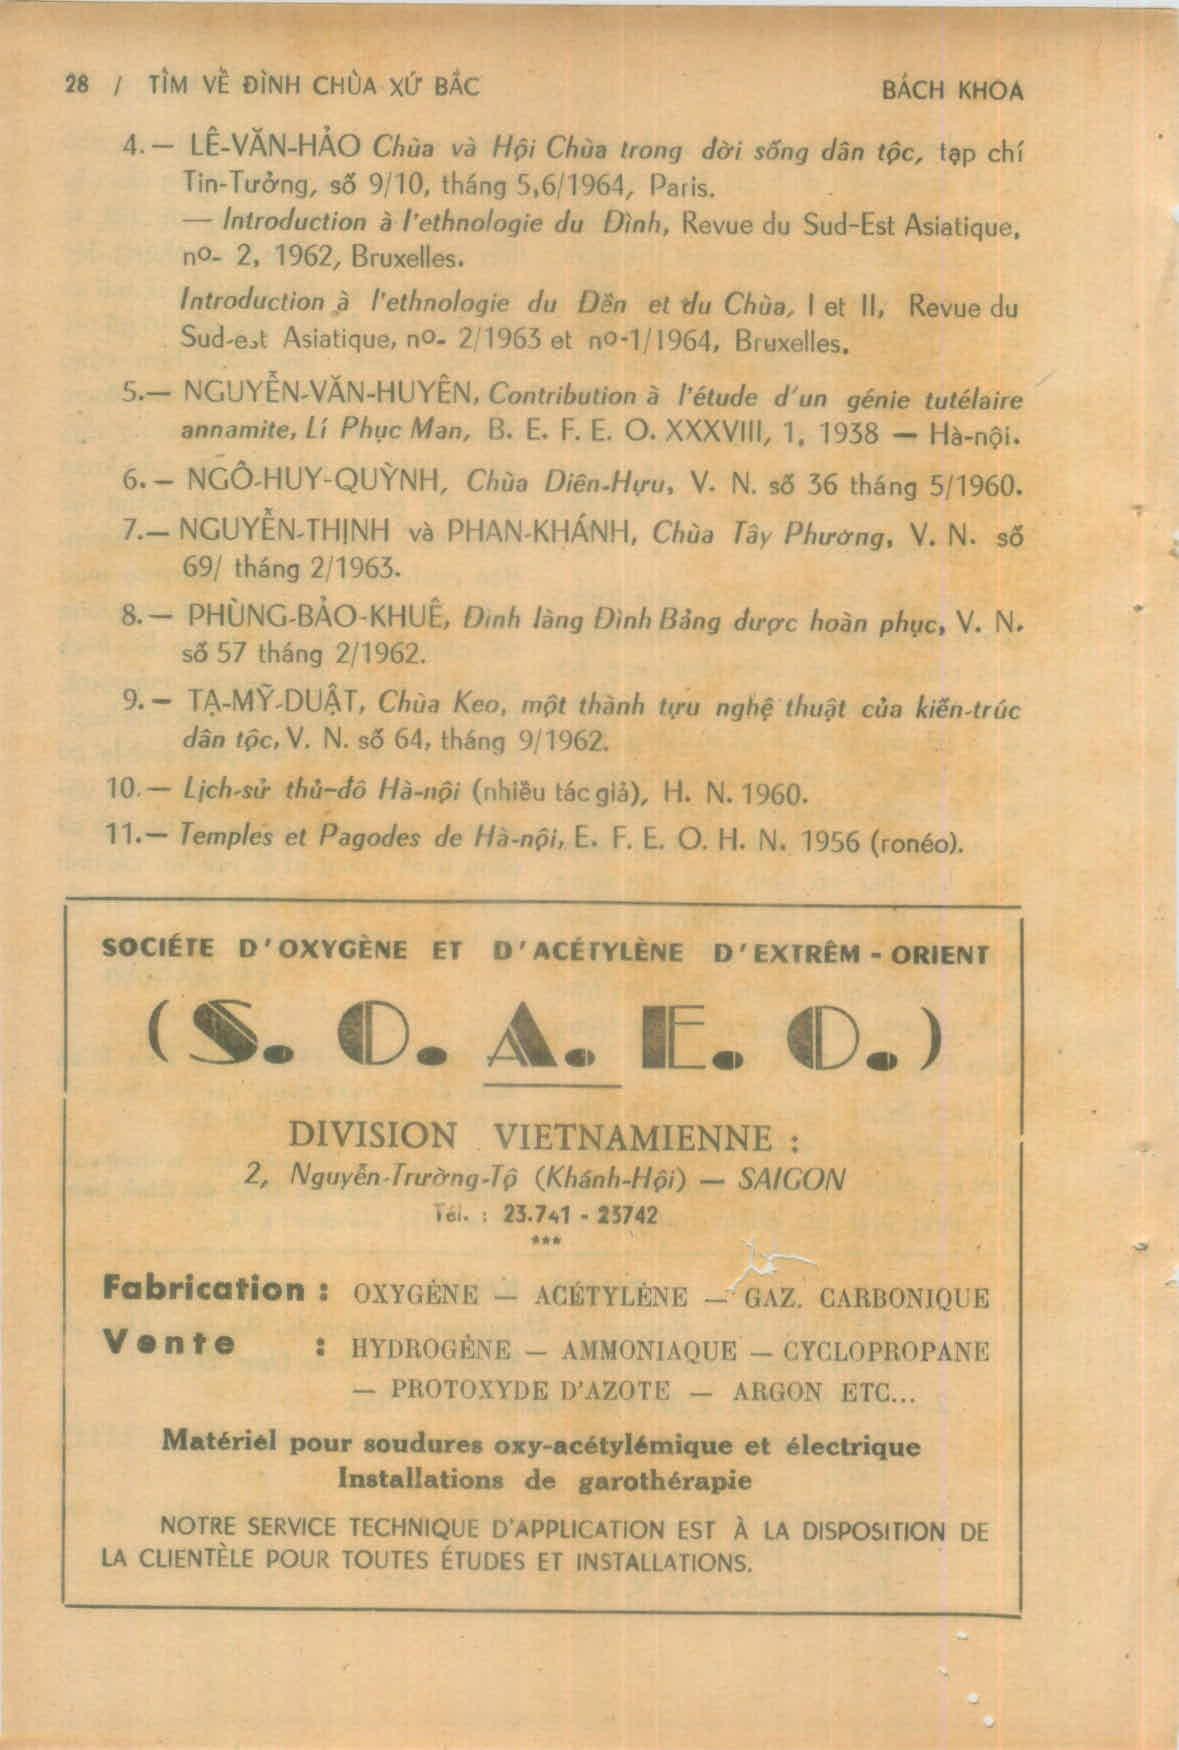 28 / TÌM VỀ ĐÌNH CHÙA XỨ BẮC BÁCH KHOA
4.— LÊ-VĂN-HẢO Chùa và Hội Chùa trong đời sống dân tộc, tạp chí
Tin-Tưởng, số 9/10, tháng 5,6/1964, Paris.
— Introduction à l'ethnologie du Đình, Revue du Sud-Est Asiatique,
nº- 2, 1962, Bruxelles.
Introduction à l'ethnologie du Đền et du Chùa, I et II, Revue du
Sud-est Asiatique, nº- 2/1963 et nº-1/1964, Bruxelles.
5.— NGUYỄN-VĂN-HUYÊN, Contribution à l'étude d'un génie tutélaire
annamite, Lí Phục Man, B. E. F. E. O. XXXVIII, 1, 1938 — Hà-nội.
6.— NGÔ-HUY-QUỲNH, Chùa Diên-Hựu, V. N. số 36 tháng 5/1960.
7.— NGUYỄN-THỊNH và PHAN-KHÁNH, Chùa Tây Phương, V. N. số
69/ tháng 2/1963.
8.— PHÙNG-BẢO-KHUÊ, Đình làng Đình Bảng được hoàn phục, V. N.
số 57 tháng 2/1962.
9.— TẠ-MỸ-DUẬT, Chùa Keo, một thành tựu nghệ thuật của kiến-trúc
dân tộc, V. N. số 64, tháng 9/1962.
10.— Lịch-sử thủ-đô Hà-nội (nhiều tác giả), H. N. 1960.
11.— Temples et Pagodes de Hà-nội, E. F. E. O. H. N. 1956 (ronéo).
SOCIÉTE D'OXYGÈNE ET D'ACÉTYLÈNE D'EXTRÊM - ORIENT
(S. O. A. E. O.)
DIVISION VIETNAMIENNE :
2, Nguyễn-Trường-Tộ (Khánh-Hội) — SAIGON
Tél. : 23.741 - 23742
***
Fabrication : OXYGÈNE — ACÉTYLÈNE — GAZ. CARBONIQUE
Vente : HYDROGÈNE — AMMONIAQUE — CYCLOPROPANE
— PROTOXYDE D'AZOTE — ARGON ETC...
Matériel pour soudures oxy-acétylémique et électrique
Installations de garothérapie
NOTRE SERVICE TECHNIQUE D'APPLICATION EST À LA DISPOSITION DE
LA CLIENTÈLE POUR TOUTES ÉTUDES ET INSTALLATIONS.